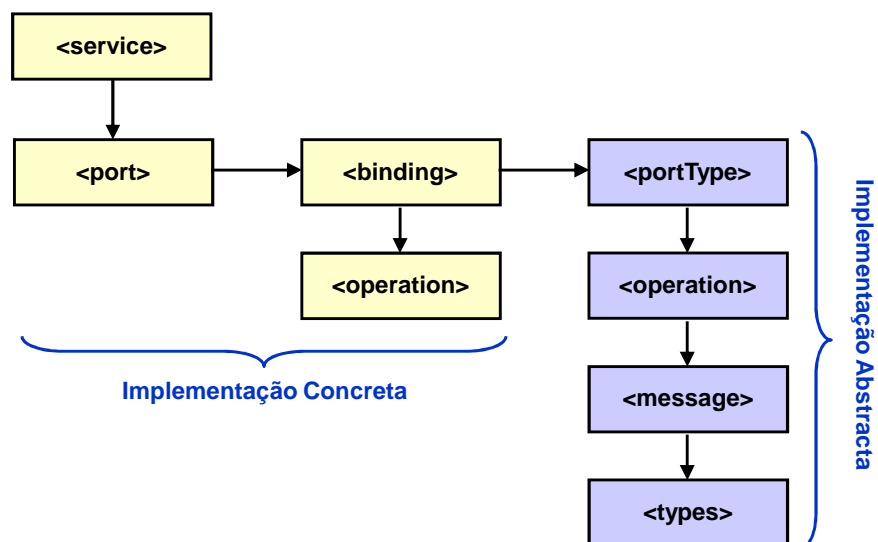 <service>
<port>
<binding>
<portType>
<operation>
<operation>
<message>
<types>
Implementação Concreta
Implementação Abstracta